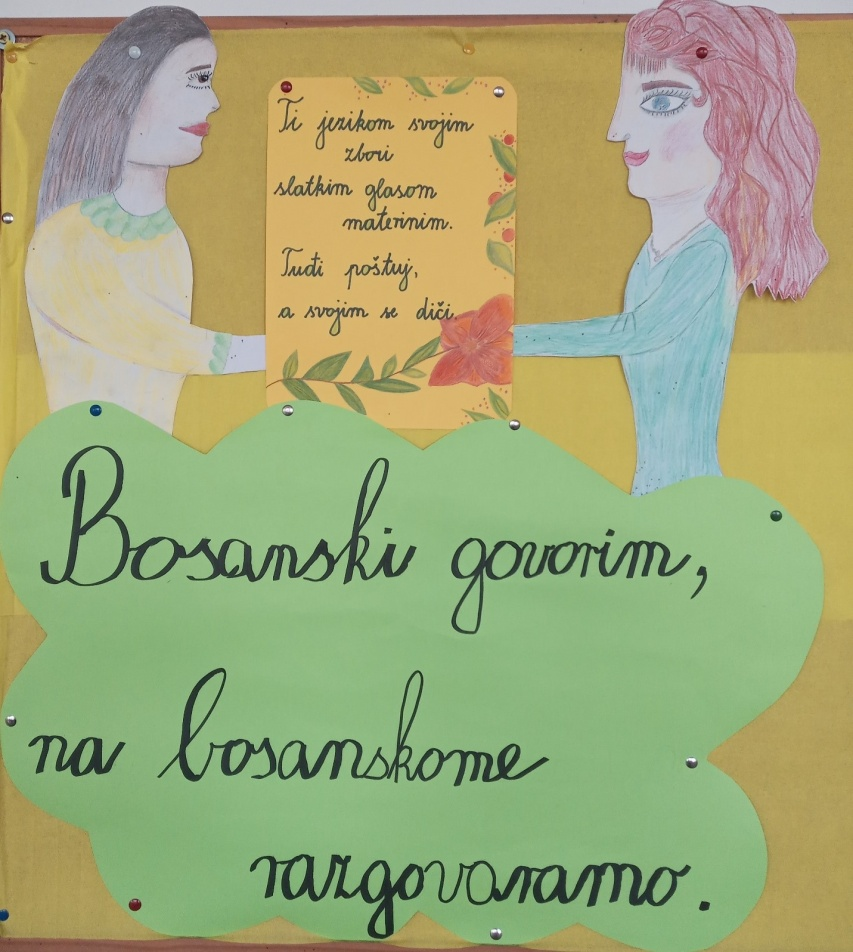 Ti jezikom svojim
zbori
slatkim glasom
materinim.
Tuđi poštuj,
a svojim se diči.
Bosanski govorim,
na bosanskome
razgovaramo.